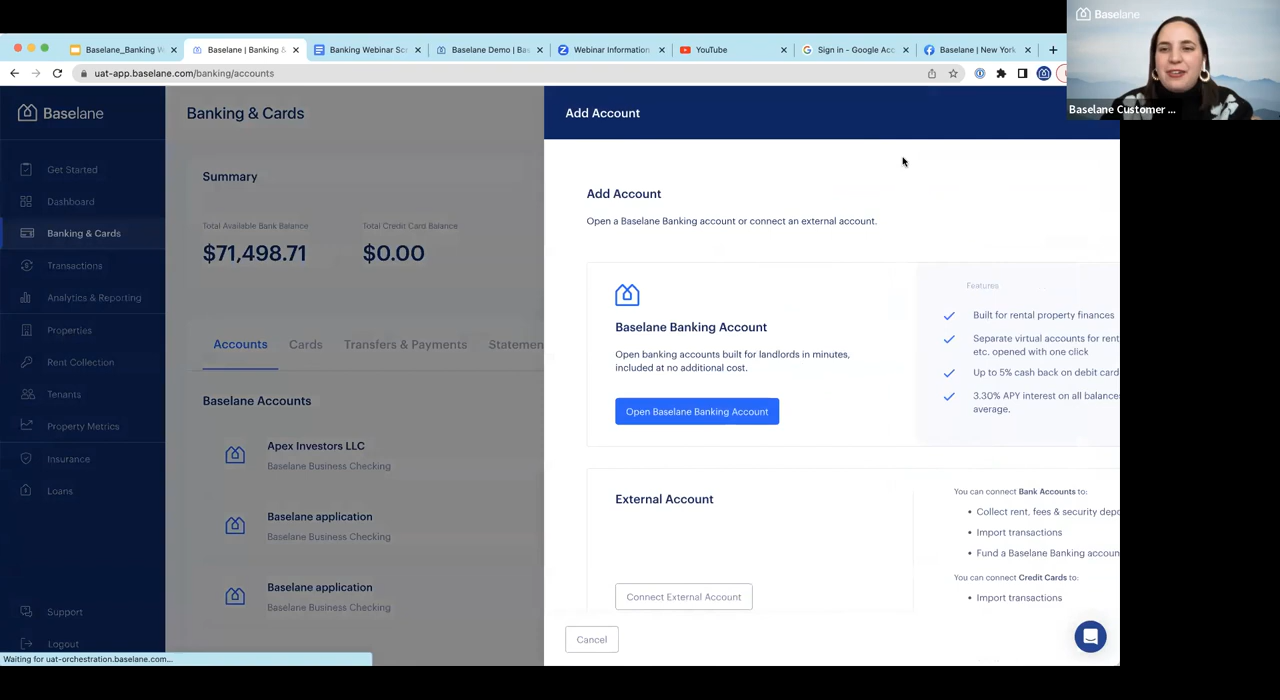 Baselane_Banking W
Baselane | Banking &
Banking Webinar Scr
Baselane Demo | Bas
Webinar Information
YouTube
Sign in - Google Acc
Baselane | New York
uat-app.baselane.com/banking/accounts
Baselane
Baselane Customer ...
Baselane
Get Started
Dashboard
Banking & Cards
Transactions
Analytics & Reporting
Properties
Rent Collection
Tenants
Property Metrics
Insurance
Loans
Support
Logout
Waiting for uat-orchestration.baselane.com...
Banking & Cards
Summary
Total Available Bank Balance
Total Credit Card Balance
$71,498.71
$0.00
Accounts
Cards
Transfers & Payments
Statemen
Baselane Accounts
Apex Investors LLC
Baselane Business Checking
Baselane application
Baselane Business Checking
Baselane application
Baselane Business Checking
Add Account
Add Account
Open a Baselane Banking account or connect an external account.
Baselane Banking Account
Open banking accounts built for landlords in minutes,
included at no additional cost.
Open Baselane Banking Account
Features
Built for rental property finances
Separate virtual accounts for rent
etc. opened with one click
Up to 5% cash back on debit card
3.30% APY interest on all balances
average.
External Account
Connect External Account
You can connect Bank Accounts to:
• Collect rent, fees & security depo
• Import transactions
• Fund a Baselane Banking accoun
You can connect Credit Cards to:
• Import transactions
Cancel